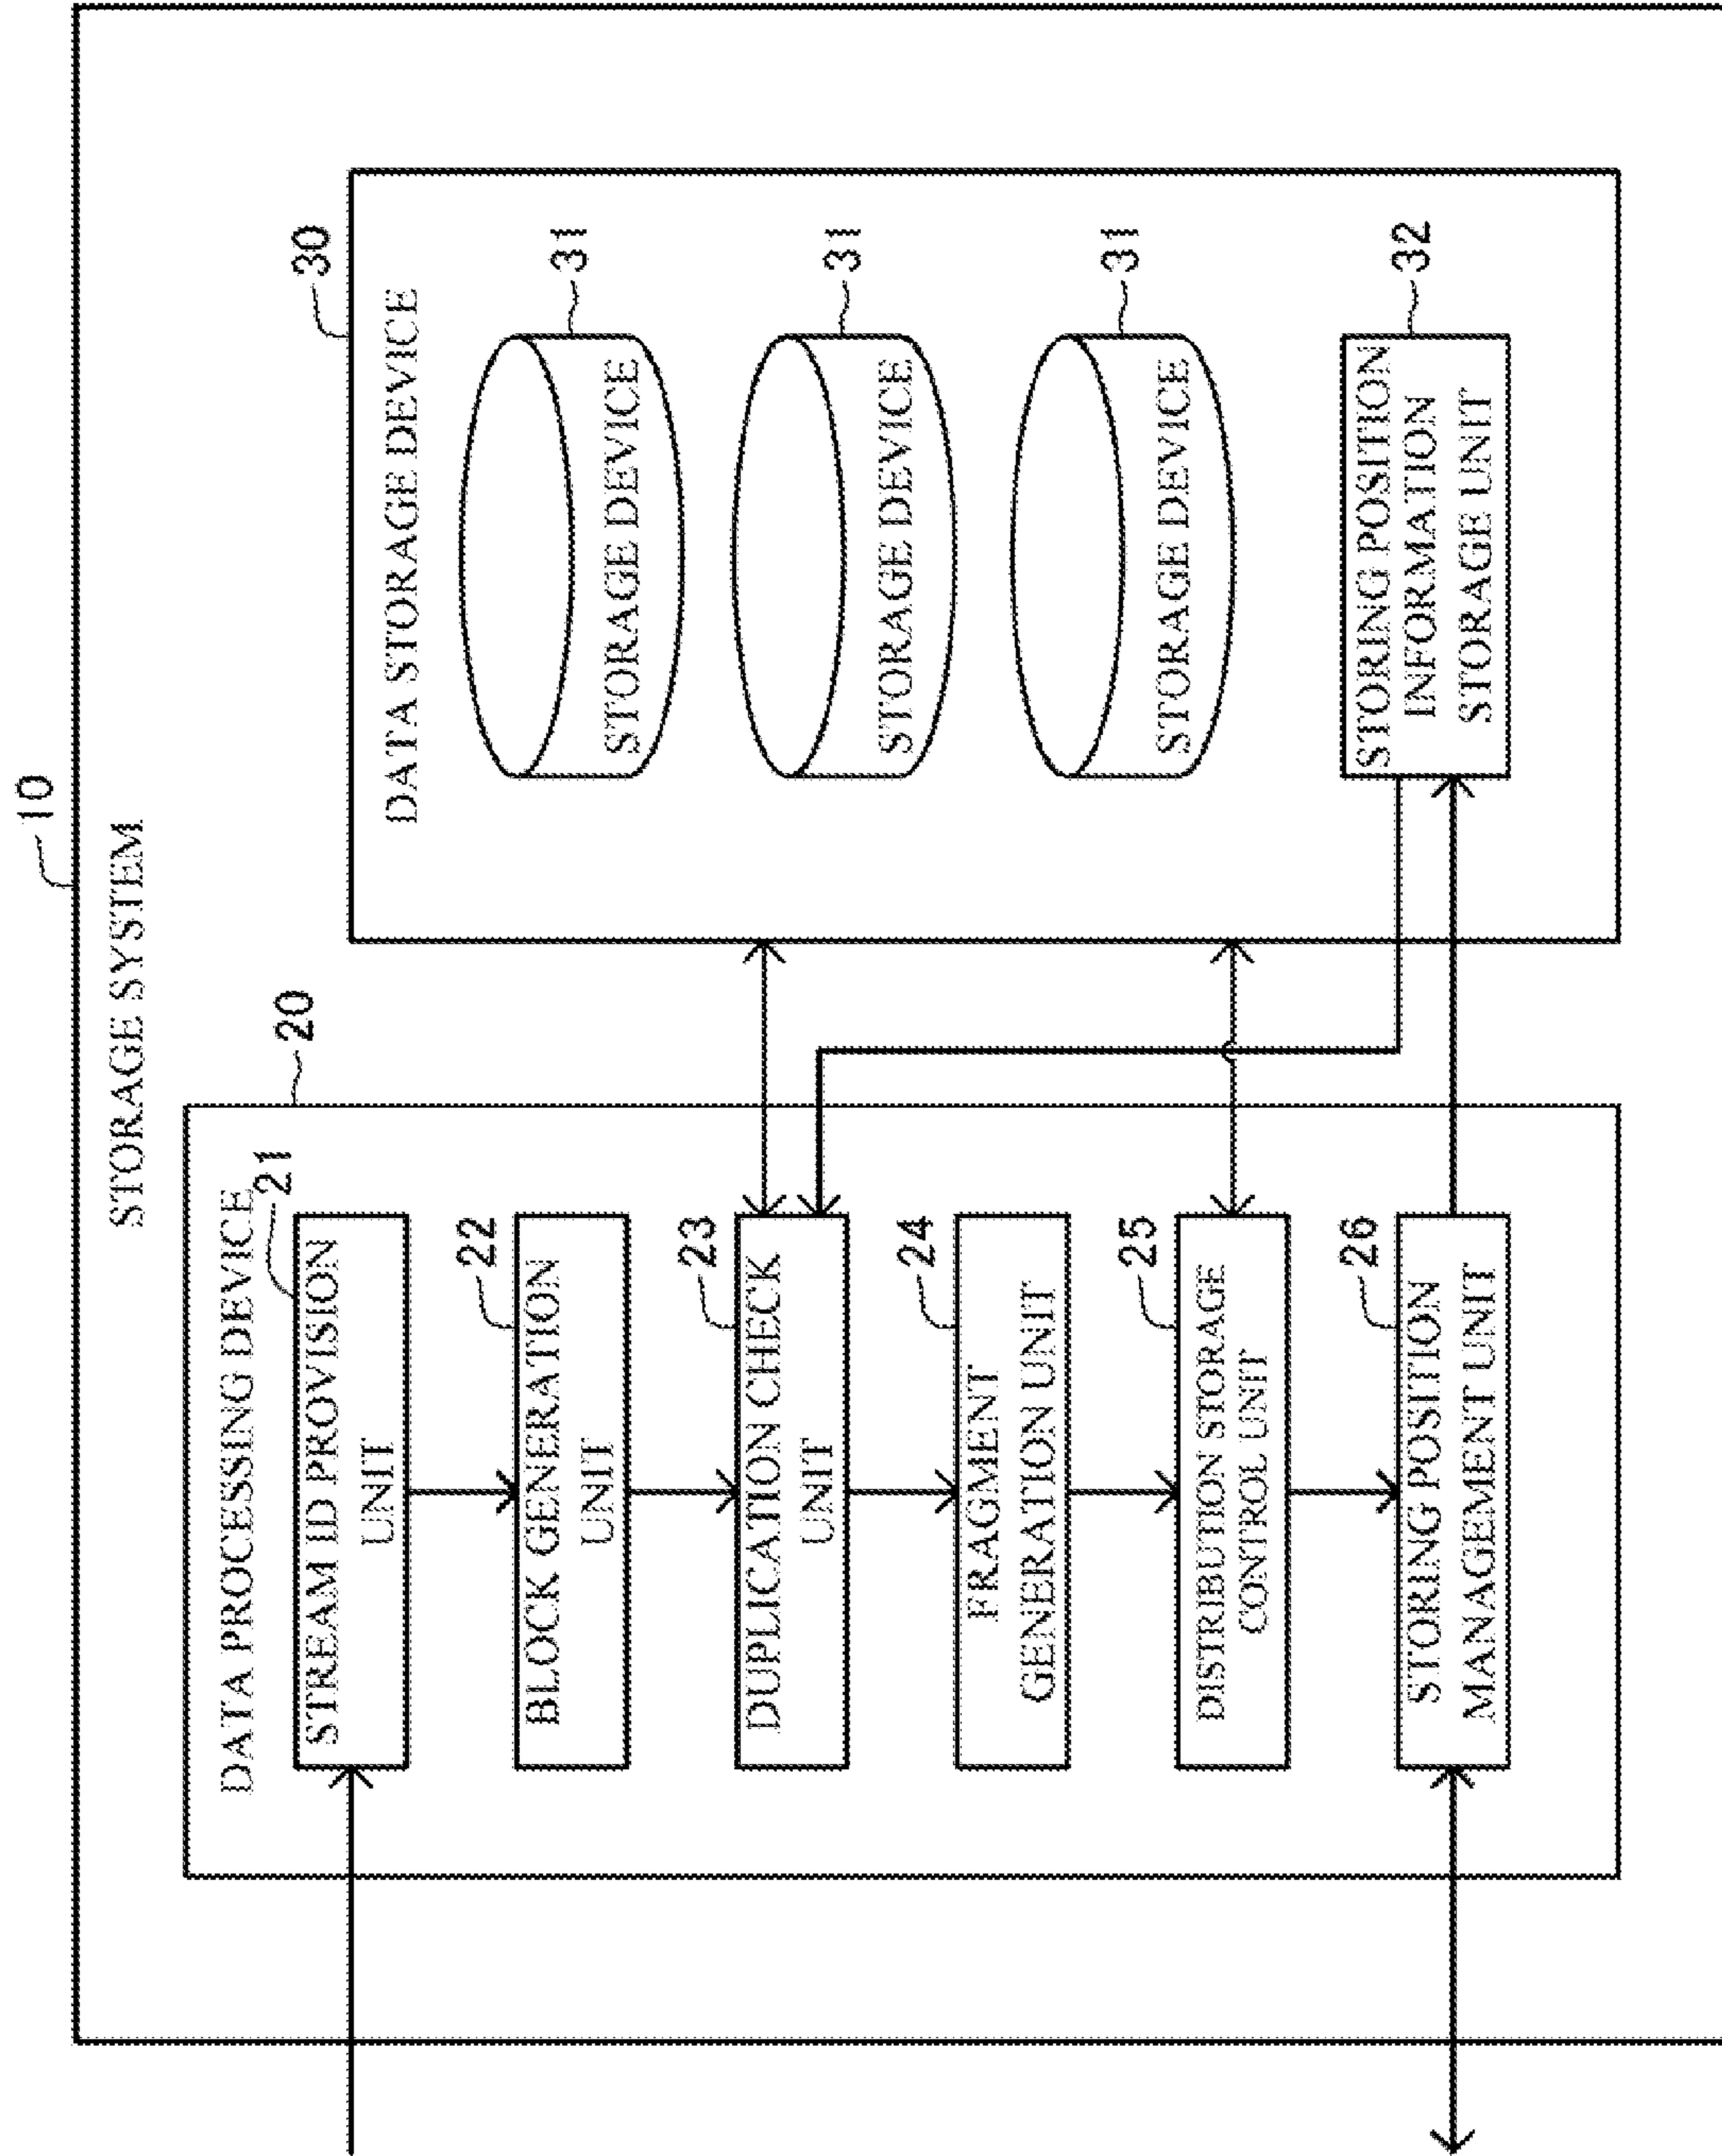 10
STORAGE SYSTEM
20
DATA PROCESSING DEVICE
21
STREAM ID PROVISION
UNIT
22
BLOCK GENERATION
UNIT
23
DUPLICATION CHECK
UNIT
24
FRAGMENT
GENERATION UNIT
25
DISTRIBUTION STORAGE
CONTROL UNIT
26
STORING POSITION
MANAGEMENT UNIT
30
DATA STORAGE DEVICE
31
STORAGE DEVICE
31
STORAGE DEVICE
31
STORAGE DEVICE
32
STORING POSITION
INFORMATION
STORAGE UNIT